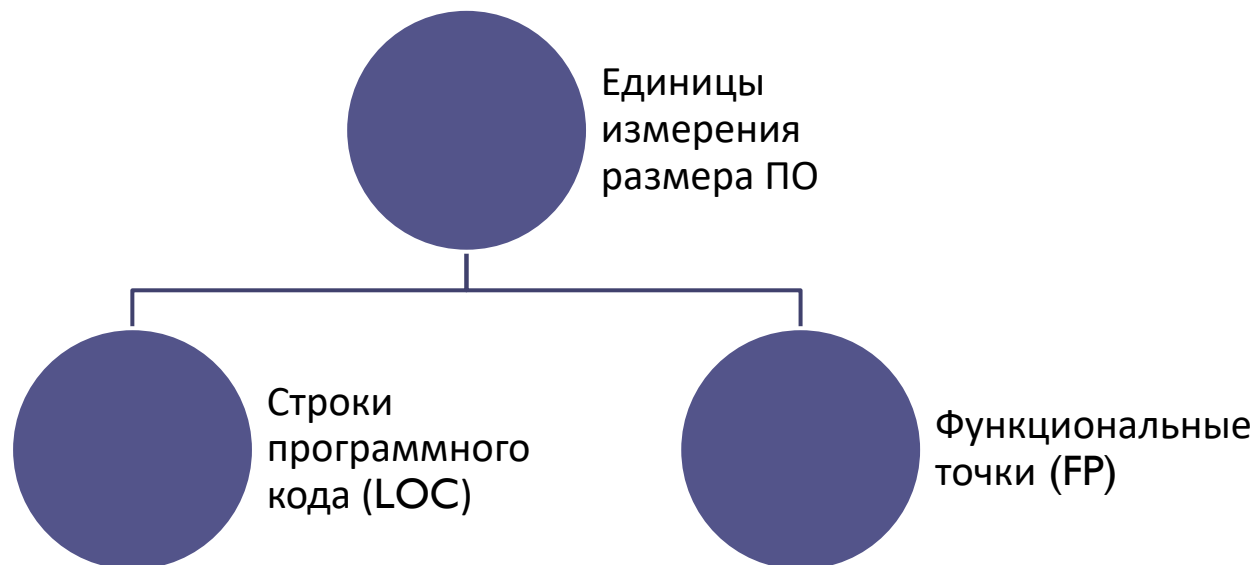 Единицы
измерения
размера ПО
Строки
программного
кода (LOC)
Функциональные
точки (FP)